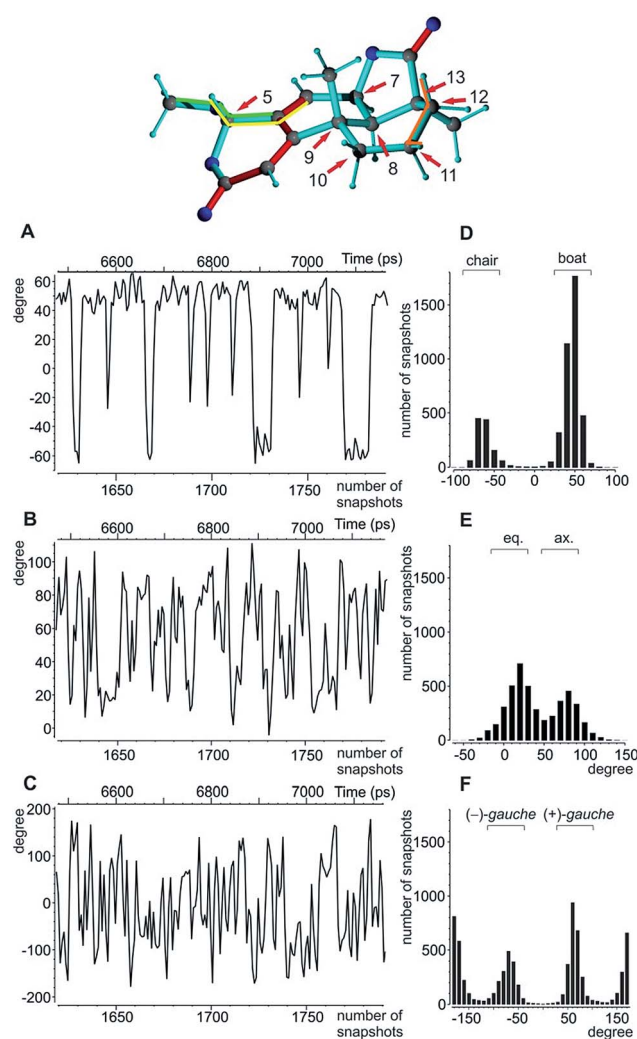 5
7
13
12
9
8
10
11
A
6600 6800 7000 Time (ps)
degree
60
40
20
0
-20
-40
-60
1650 1700 1750 number of
snapshots
D
chair boat
number of snapshots
1500
1000
500
0
-100 -50 0 50 100
B
6600 6800 7000 Time (ps)
degree
100
80
60
40
20
0
1650 1700 1750 number of
snapshots
E
eq. ax.
number of snapshots
1500
1000
500
0
-50 0 50 100 150
degree
C
6600 6800 7000 Time (ps)
degree
200
100
0
-100
-200
1650 1700 1750 number of
snapshots
F
(–)-gauche (+)-gauche
number of snapshots
1500
1000
500
0
-150 -50 50 150
degree